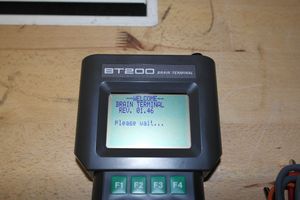 BT200 BRAIN TERMINAL
--WELCOME--
BRAIN TERMINAL
REV. 01.46
Please wait...
F1 F2 F3 F4